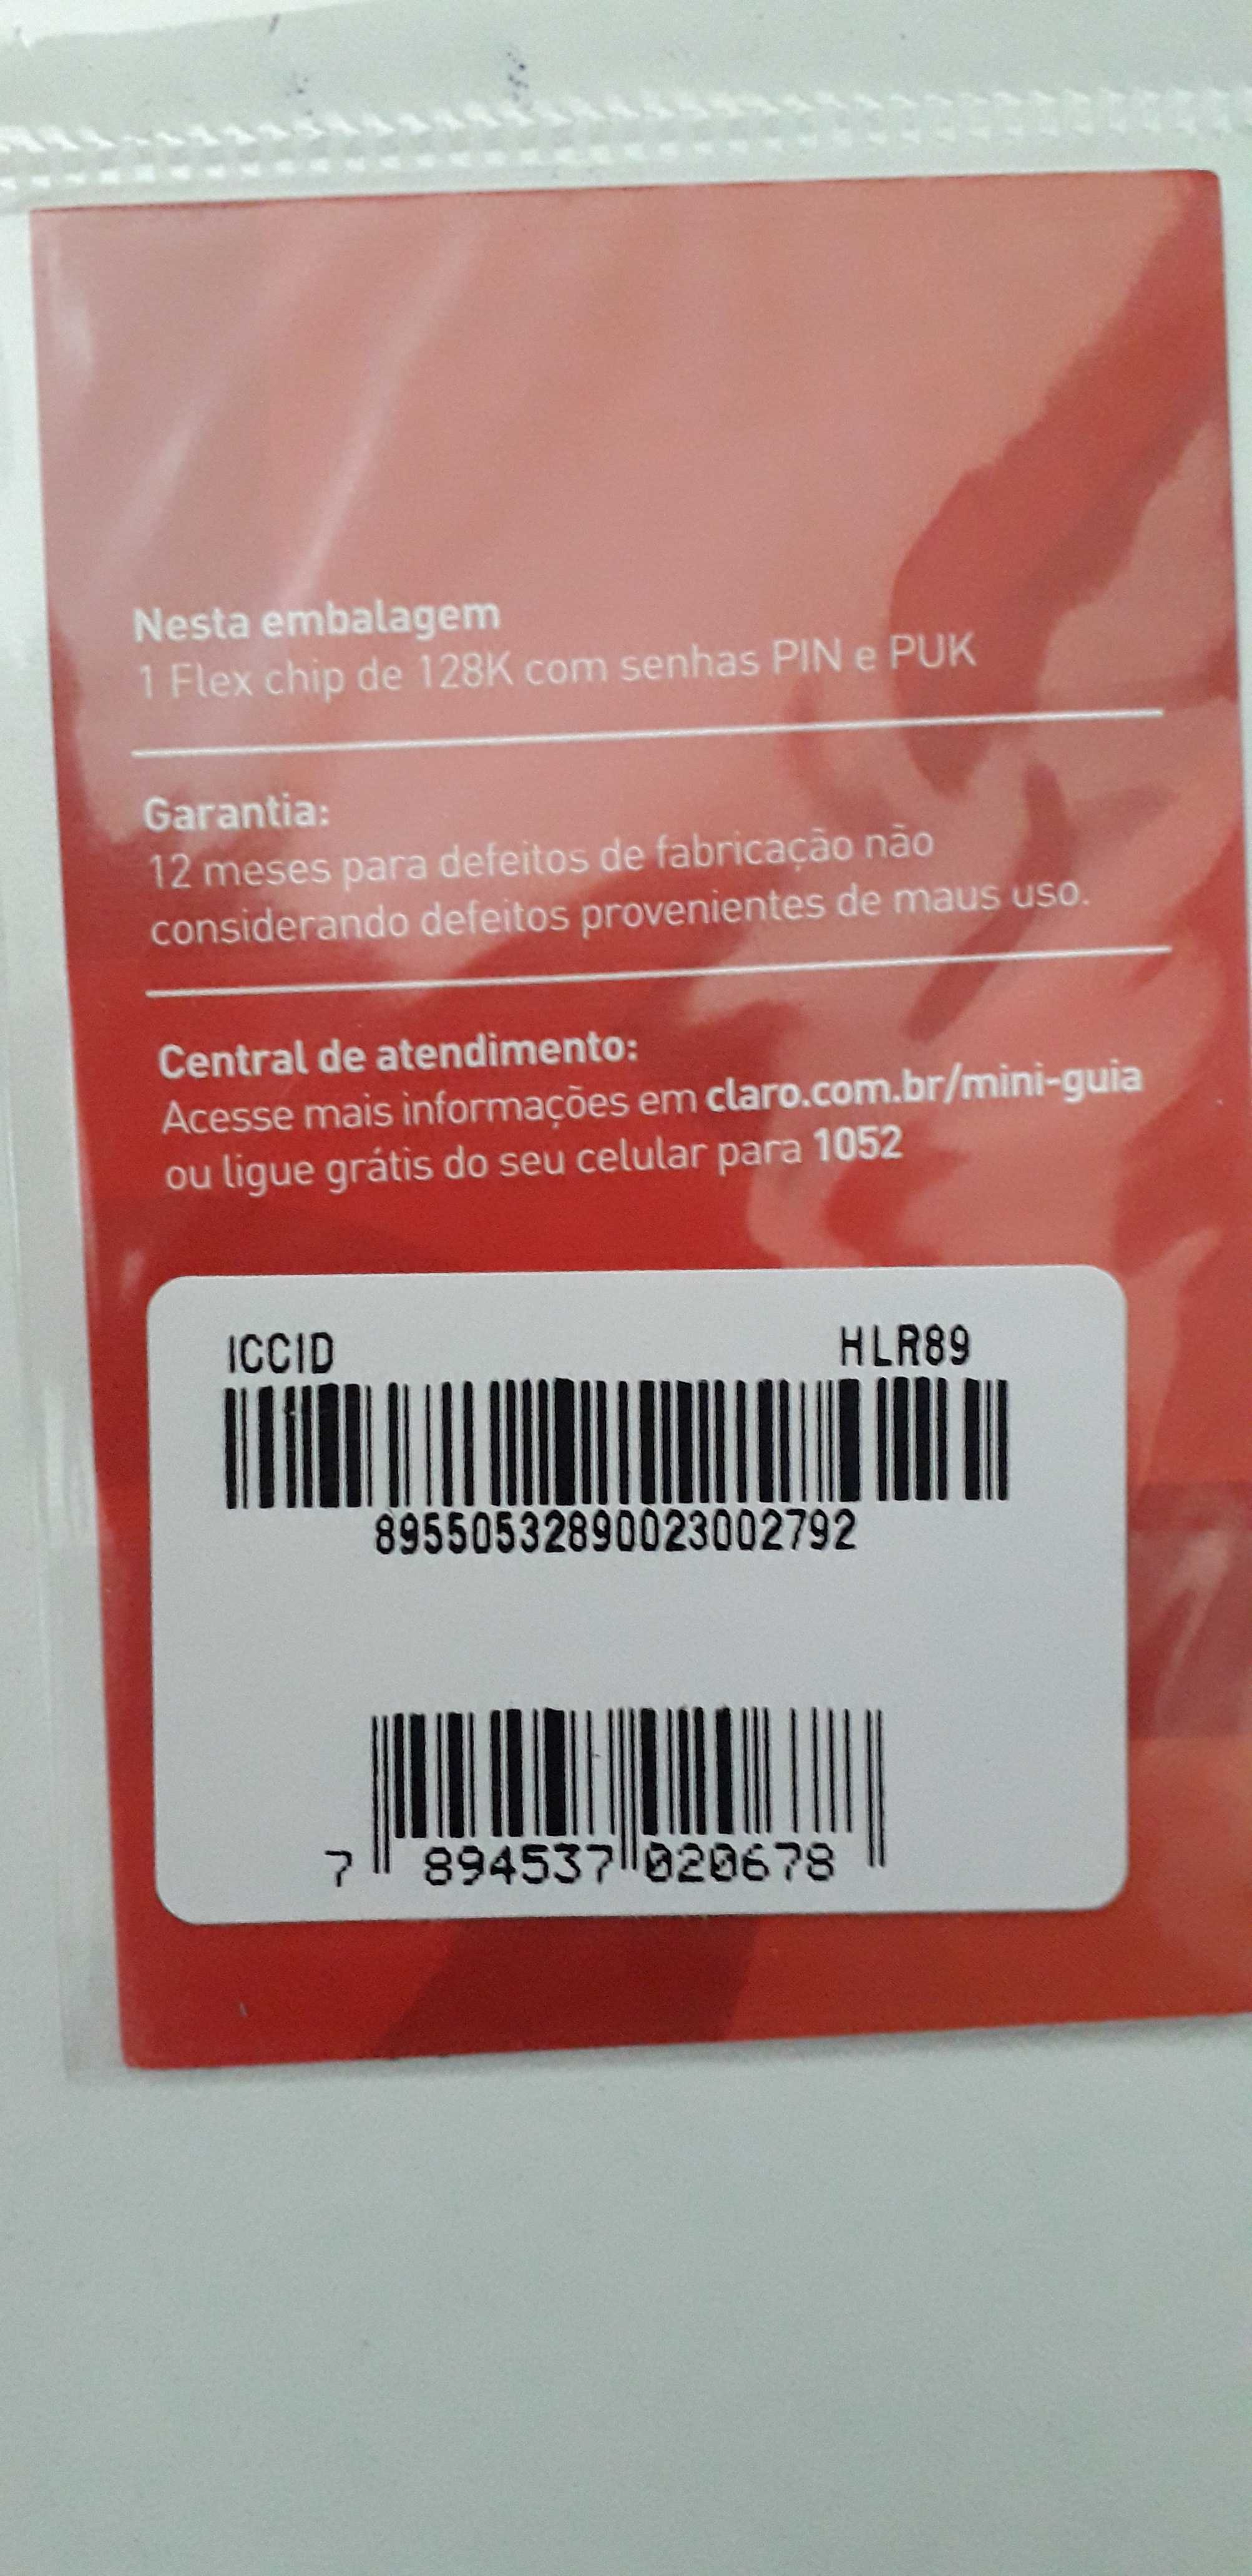 Nesta embalagem
1 Flex chip de 128K com senhas PIN e PUK
Garantia:
12 meses para defeitos de fabricação não
considerando defeitos provenientes de maus uso.
Central de atendimento:
Acesse mais informações em claro.com.br/mini-guia
ou ligue grátis do seu celular para 1052
ICCID HLR89
89550532890023002792
7 894537 020678